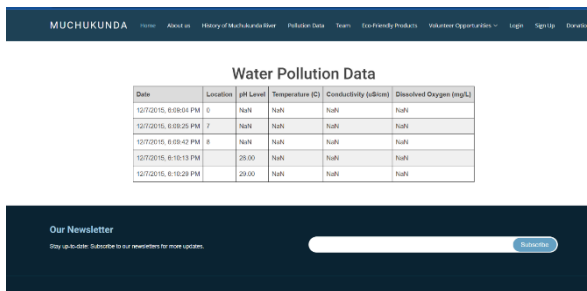 MUCHUKUNDA Home About us History of Muchukunda River Pollution Data Team Eco-Friendly Products Volunteer Opportunities Login Sign Up Donation
Water Pollution Data
Date Location pH Level Temperature (C) Conductivity (uS/cm) Dissolved Oxygen (mg/L)
12/7/2015, 6:09:04 PM 0 NaN NaN NaN NaN
12/7/2015, 6:09:25 PM 7 NaN NaN NaN NaN
12/7/2015, 6:09:42 PM 8 NaN NaN NaN NaN
12/7/2015, 6:10:13 PM 28.00 NaN NaN NaN
12/7/2015, 6:10:29 PM 29.00 NaN NaN NaN
Our Newsletter
Stay up-to-date: Subscribe to our newsletters for more updates.
Subscribe